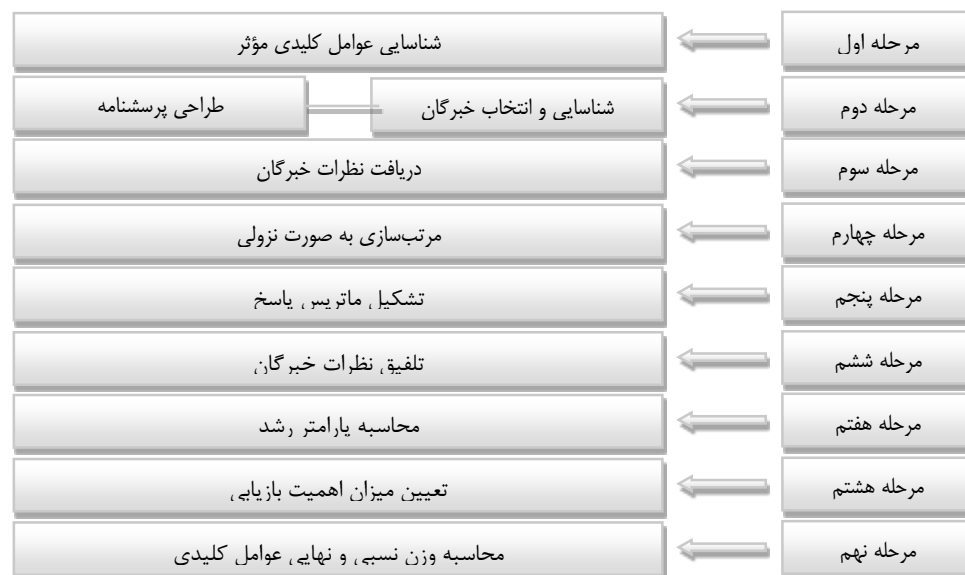 مرحله اول
شناسایی عوامل کلیدی مؤثر
مرحله دوم
شناسایی و انتخاب خبرگان
طراحی پرسشنامه
مرحله سوم
دریافت نظرات خبرگان
مرحله چهارم
مرتب‌سازی به صورت نزولی
مرحله پنجم
تشکیل ماتریس پاسخ
مرحله ششم
تلفیق نظرات خبرگان
مرحله هفتم
محاسبه پارامتر رشد
مرحله هشتم
تعیین میزان اهمیت بازیابی
مرحله نهم
محاسبه وزن نسبی و نهایی عوامل کلیدی